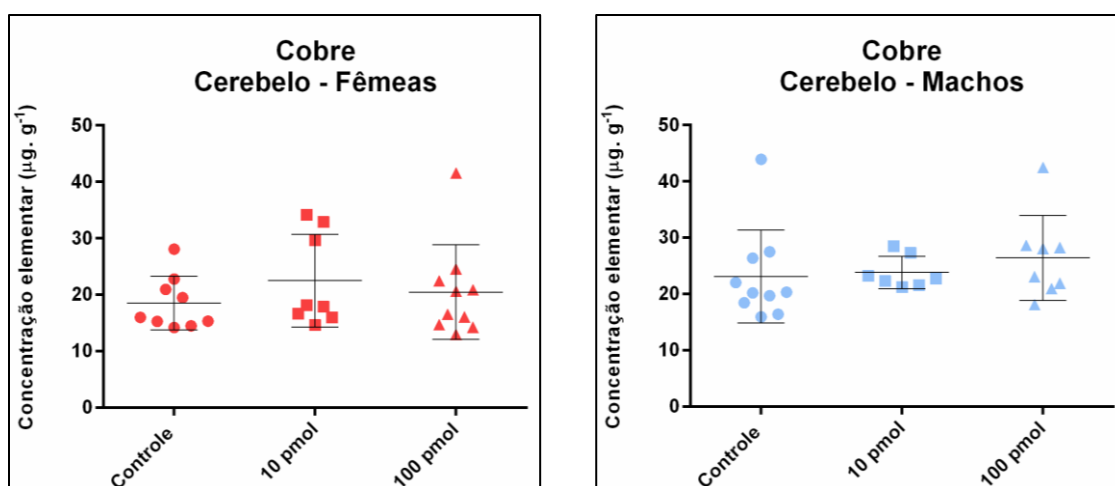 Cobre
Cerebelo - Fêmeas
Concentração elementar (µg. g⁻¹)
50
40
30
20
10
0
Controle
10 pmol
100 pmol
Cobre
Cerebelo - Machos
Concentração elementar (µg. g⁻¹)
50
40
30
20
10
0
Controle
10 pmol
100 pmol